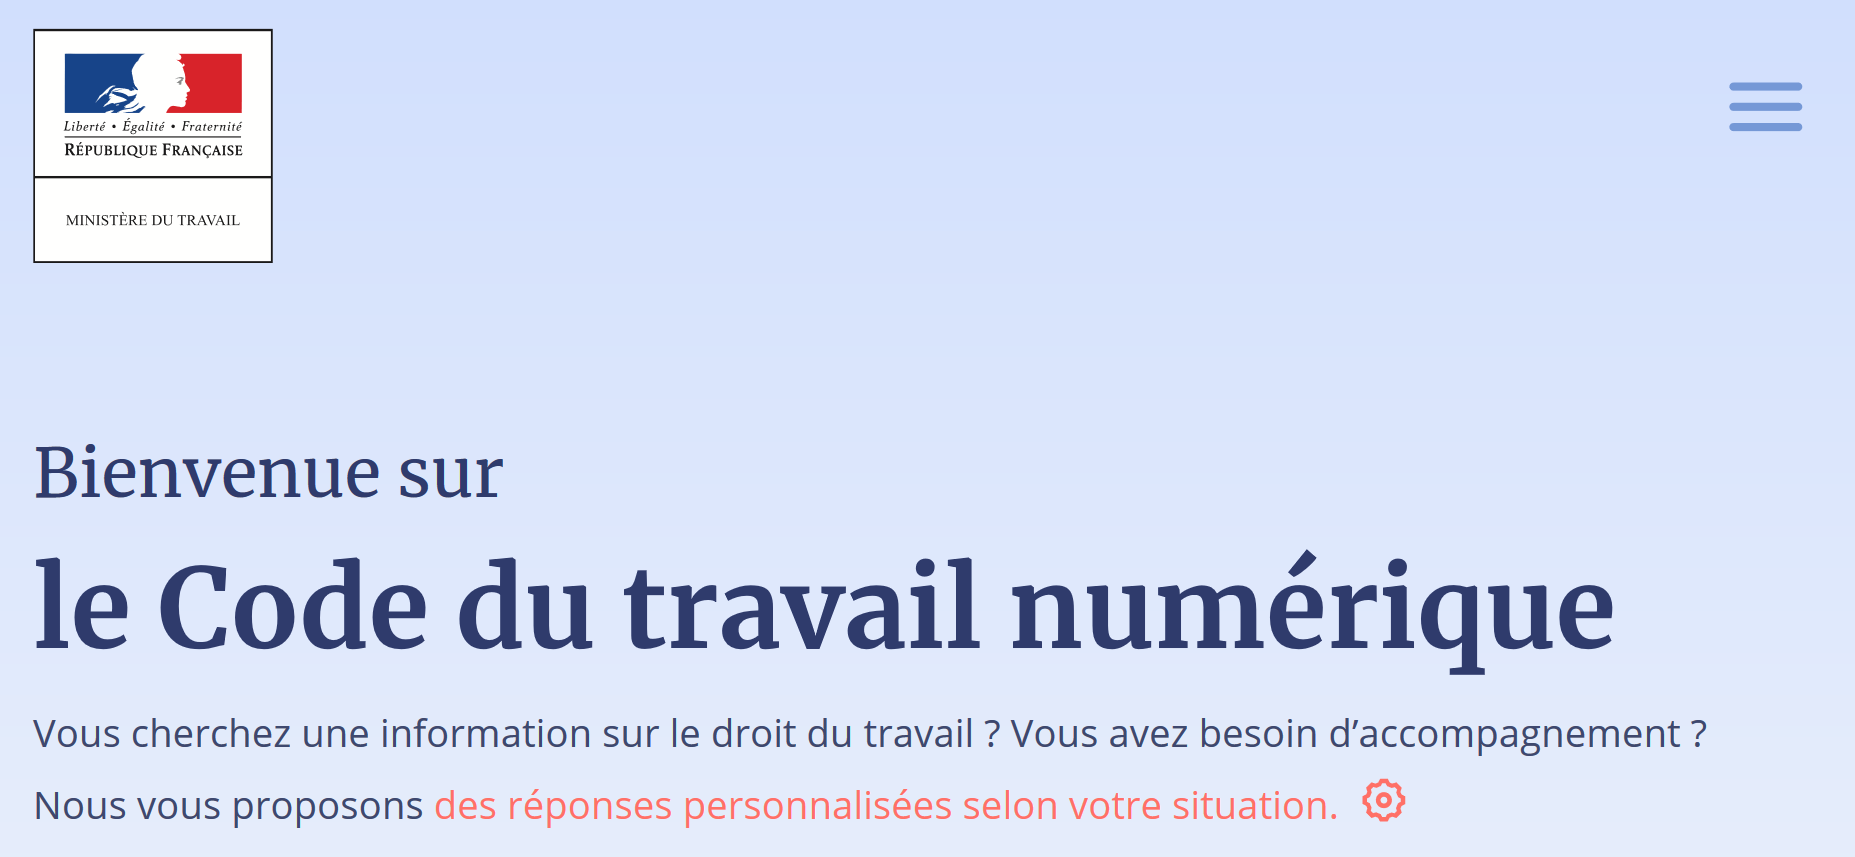 Liberté • Égalité • Fraternité
RÉPUBLIQUE FRANÇAISE
MINISTÈRE DU TRAVAIL
Bienvenue sur
le Code du travail numérique
Vous cherchez une information sur le droit du travail ? Vous avez besoin d’accompagnement ?
Nous vous proposons des réponses personnalisées selon votre situation.